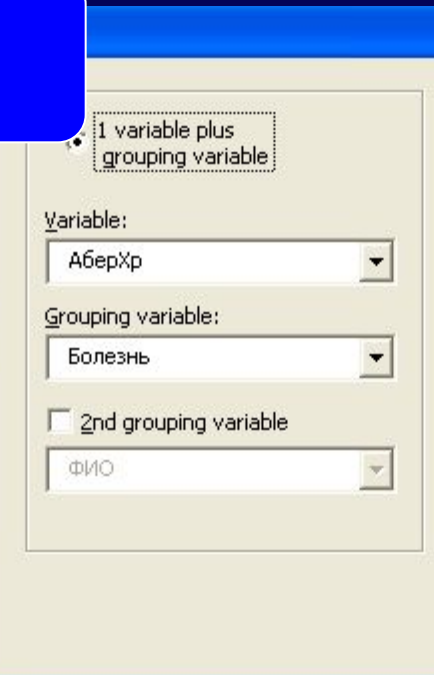 1 variable plus
grouping variable
Variable:
АберХр
Grouping variable:
Болезнь
2nd grouping variable
ФИО